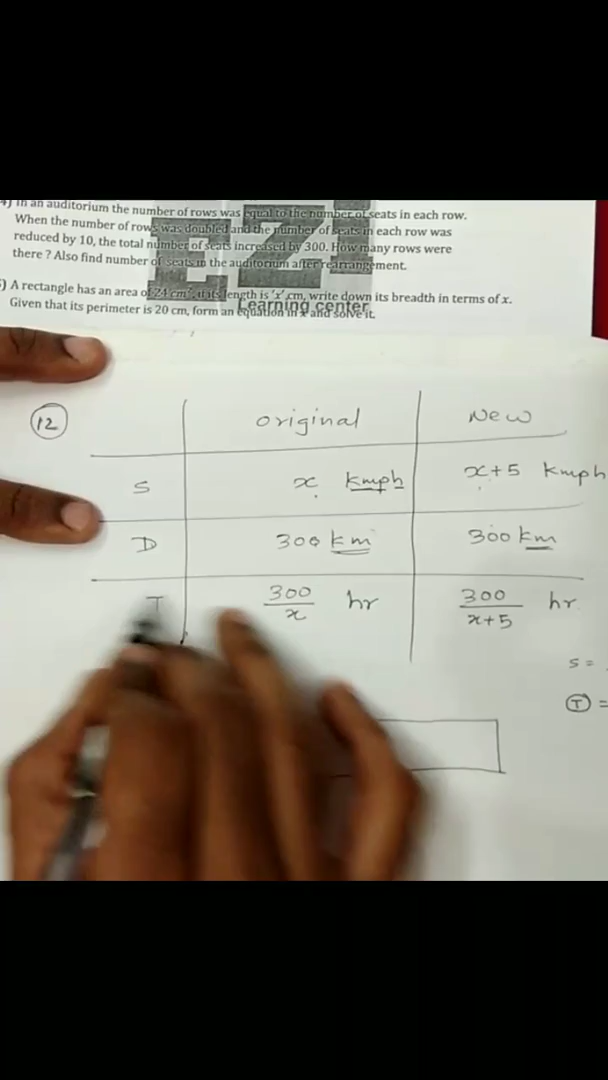 4) In an auditorium the number of rows was equal to the number of seats in each row.
When the number of rows was doubled and the number of seats in each row was
reduced by 10, the total number of seats increased by 300. How many rows were
there ? Also find number of seats in the auditorium after rearrangement.
5) A rectangle has an area of 24 cm², its length is 'x' cm, write down its breadth in terms of x.
Learning center
Given that its perimeter is 20 cm, form an equation in x and solve it.
12
original New
S x kmph x+5 kmph
D 300 km 300 km
T 300/x hr 300/x+5 hr
S =
T =